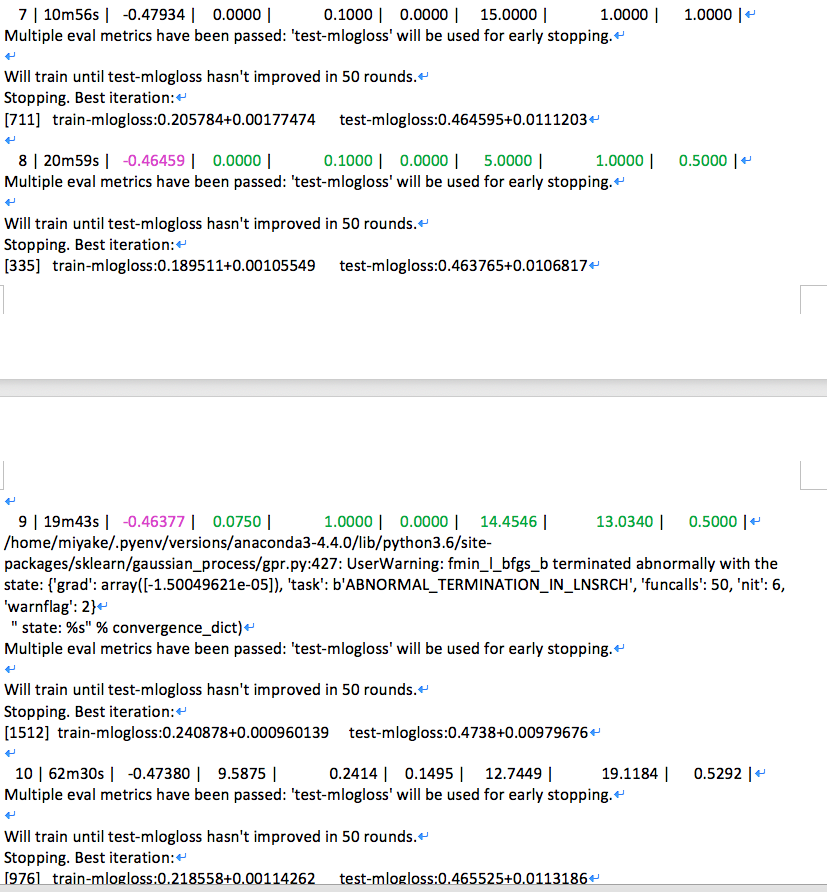 7 | 10m56s | -0.47934 | 0.0000 | 0.1000 | 0.0000 | 15.0000 | 1.0000 | 1.0000 |
Multiple eval metrics have been passed: 'test-mlogloss' will be used for early stopping.
Will train until test-mlogloss hasn't improved in 50 rounds.
Stopping. Best iteration:
[711] train-mlogloss:0.205784+0.00177474 test-mlogloss:0.464595+0.0111203
8 | 20m59s | -0.46459 | 0.0000 | 0.1000 | 0.0000 | 5.0000 | 1.0000 | 0.5000 |
Multiple eval metrics have been passed: 'test-mlogloss' will be used for early stopping.
Will train until test-mlogloss hasn't improved in 50 rounds.
Stopping. Best iteration:
[335] train-mlogloss:0.189511+0.00105549 test-mlogloss:0.463765+0.0106817
9 | 19m43s | -0.46377 | 0.0750 | 1.0000 | 0.0000 | 14.4546 | 13.0340 | 0.5000 |
/home/miyake/.pyenv/versions/anaconda3-4.4.0/lib/python3.6/site-
packages/sklearn/gaussian_process/gpr.py:427: UserWarning: fmin_l_bfgs_b terminated abnormally with the
state: {'grad': array([-1.50049621e-05]), 'task': b'ABNORMAL_TERMINATION_IN_LNSRCH', 'funcalls': 50, 'nit': 6,
'warnflag': 2}
" state: %s" % convergence_dict)
Multiple eval metrics have been passed: 'test-mlogloss' will be used for early stopping.
Will train until test-mlogloss hasn't improved in 50 rounds.
Stopping. Best iteration:
[1512] train-mlogloss:0.240878+0.000960139 test-mlogloss:0.4738+0.00979676
10 | 62m30s | -0.47380 | 9.5875 | 0.2414 | 0.1495 | 12.7449 | 19.1184 | 0.5292 |
Multiple eval metrics have been passed: 'test-mlogloss' will be used for early stopping.
Will train until test-mlogloss hasn't improved in 50 rounds.
Stopping. Best iteration:
[976] train-mlogloss:0.218558+0.00114262 test-mlogloss:0.465525+0.0113186